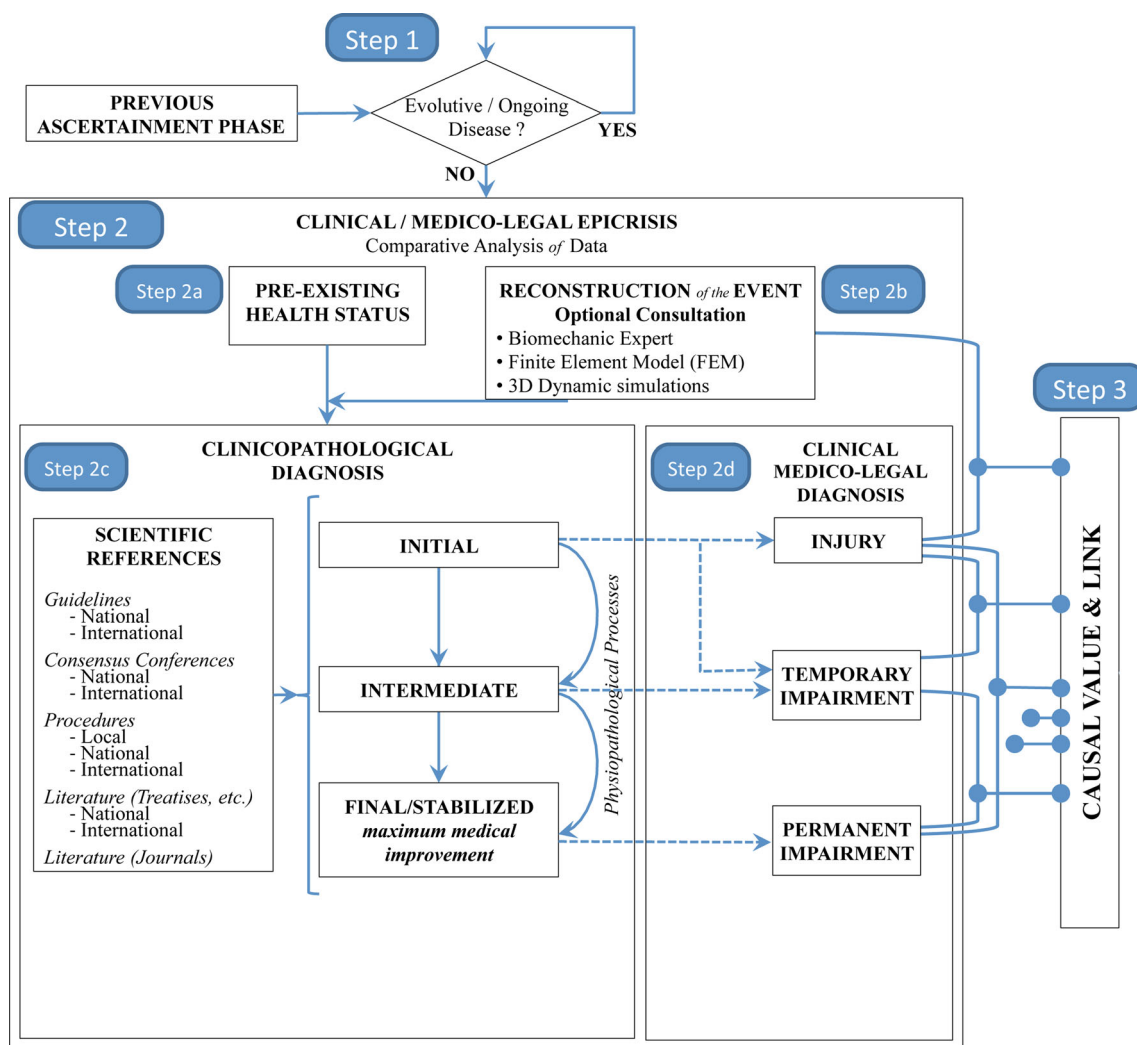 Step 1
PREVIOUS
ASCERTAINMENT PHASE
Evolutive / Ongoing
Disease ?
YES
NO
Step 2
CLINICAL / MEDICO-LEGAL EPICRISIS
Comparative Analysis of Data
Step 2a
PRE-EXISTING
HEALTH STATUS
RECONSTRUCTION of the EVENT
Optional Consultation
• Biomechanic Expert
• Finite Element Model (FEM)
• 3D Dynamic simulations
Step 2b
Step 3
CAUSAL VALUE & LINK
Step 2c
CLINICOPATHOLOGICAL
DIAGNOSIS
SCIENTIFIC
REFERENCES
Guidelines
- National
- International
Consensus Conferences
- National
- International
Procedures
- Local
- National
- International
Literature (Treatises, etc.)
- National
- International
Literature (Journals)
INITIAL
INTERMEDIATE
FINAL/STABILIZED
maximum medical
improvement
Physiopathological Processes
Step 2d
CLINICAL
MEDICO-LEGAL
DIAGNOSIS
INJURY
TEMPORARY
IMPAIRMENT
PERMANENT
IMPAIRMENT